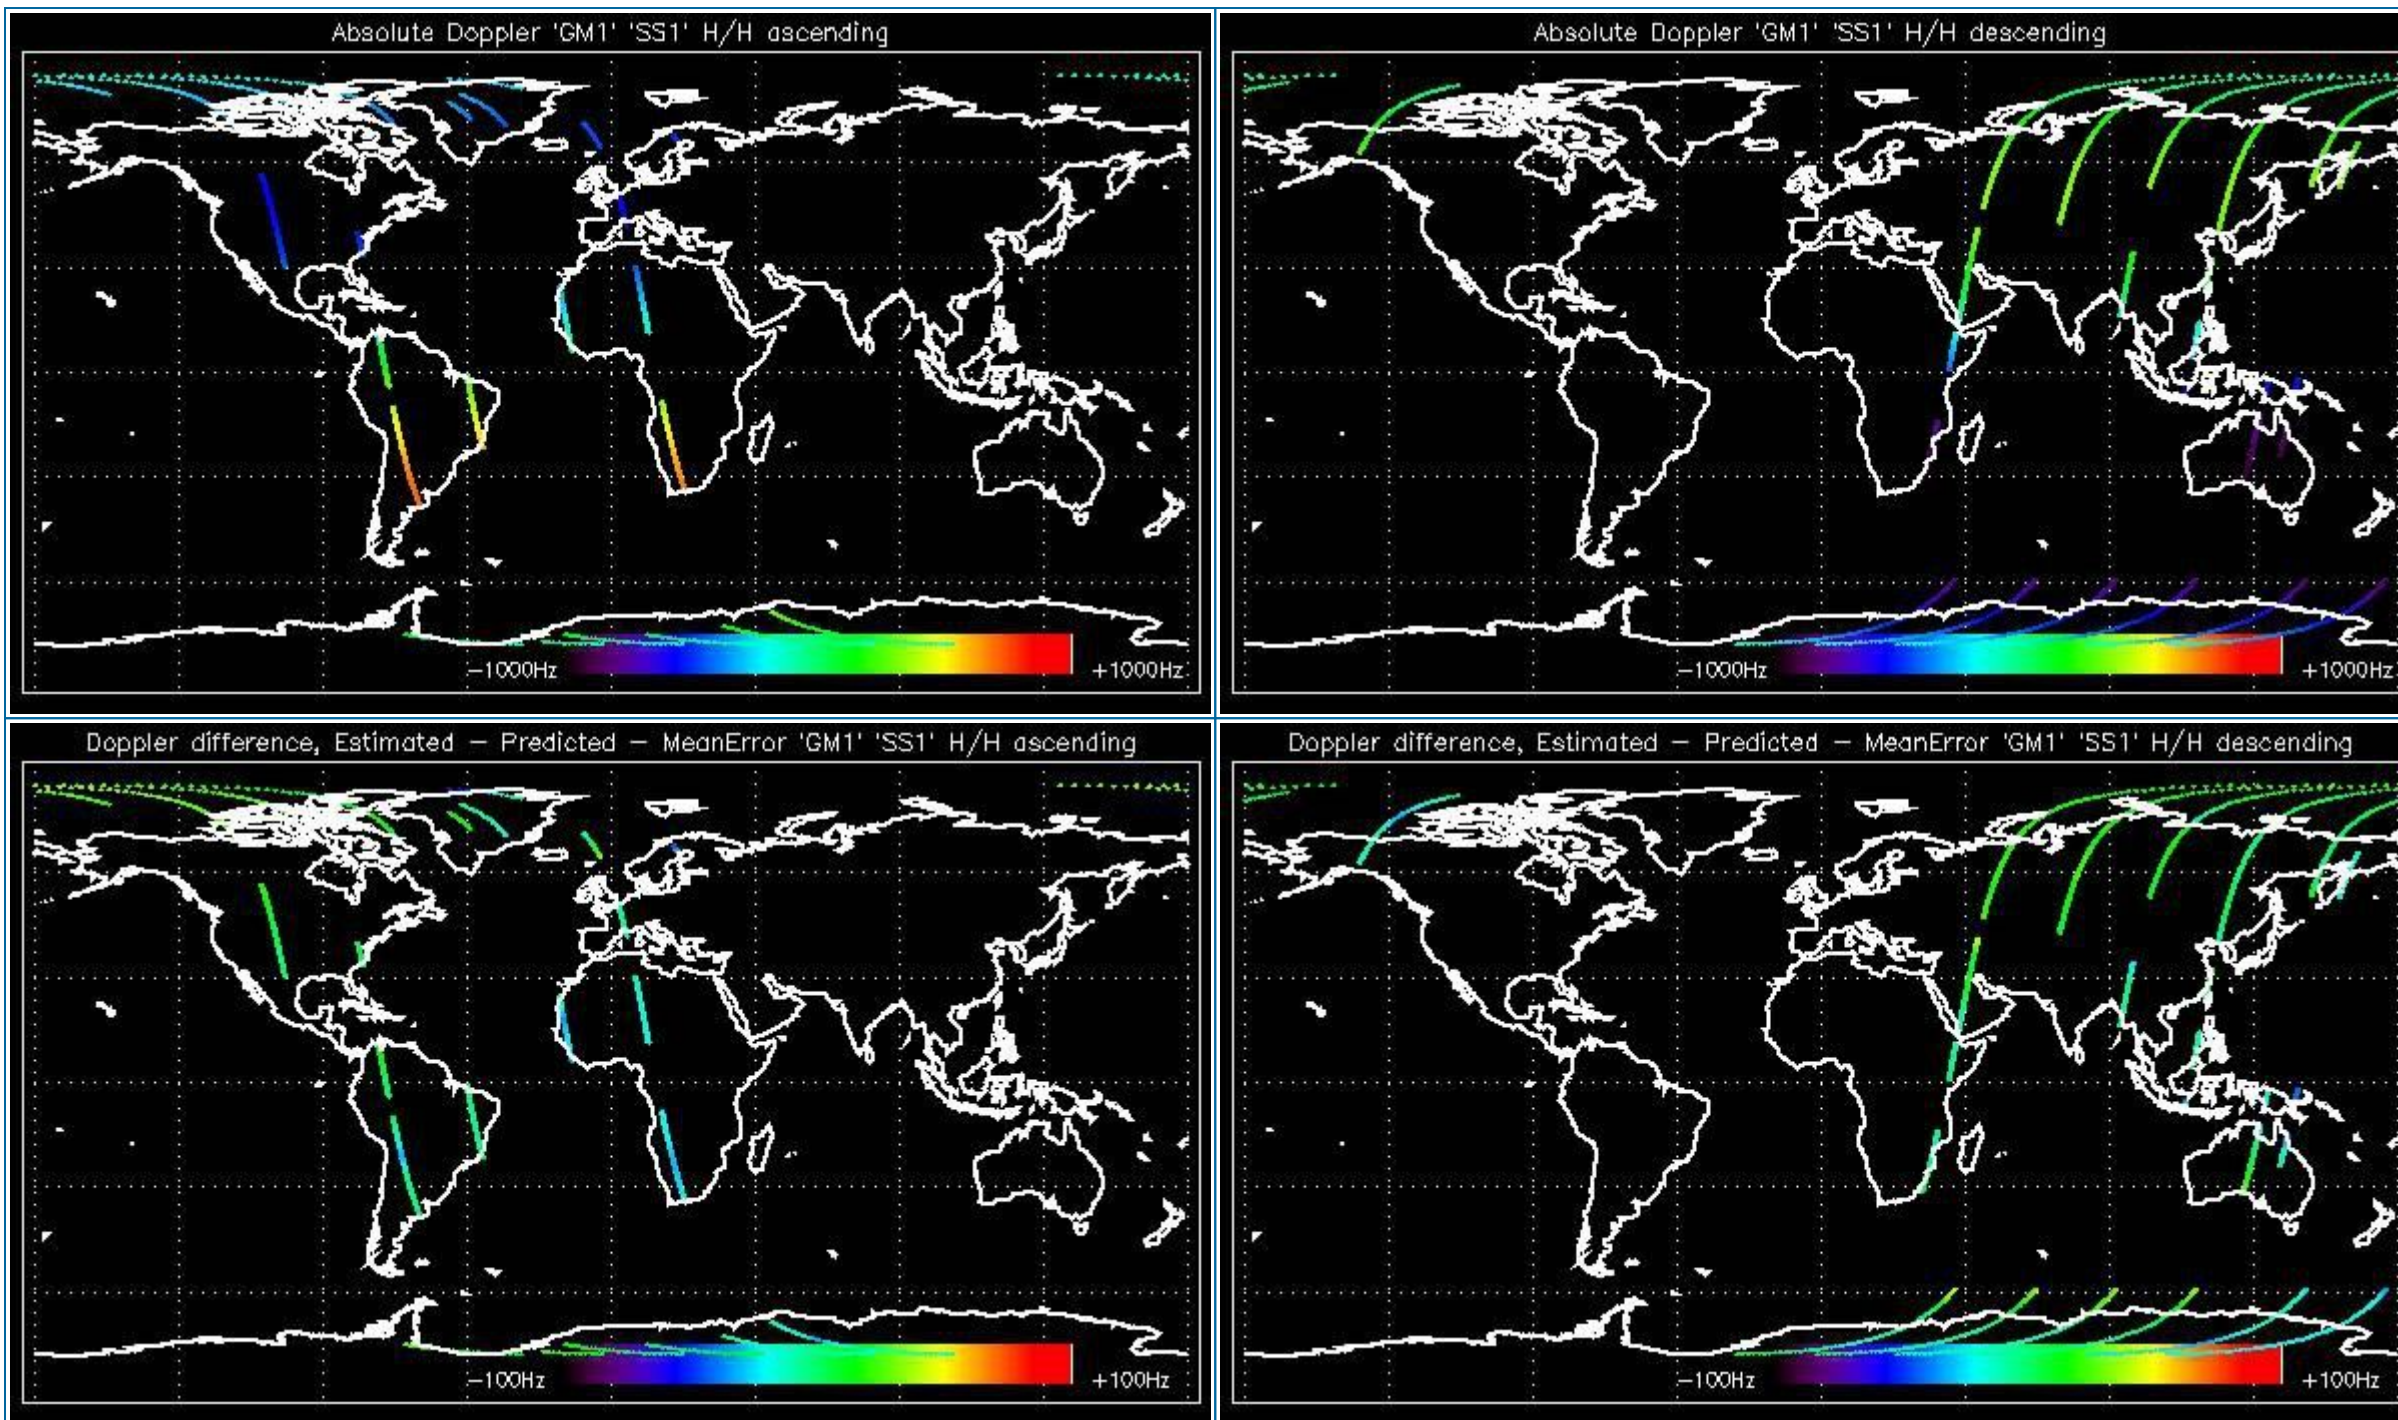 Absolute Doppler 'GM1' 'SS1' H/H ascending
-1000Hz
+1000Hz
Absolute Doppler 'GM1' 'SS1' H/H descending
-1000Hz
+1000Hz
Doppler difference, Estimated - Predicted - MeanError 'GM1' 'SS1' H/H ascending
-100Hz
+100Hz
Doppler difference, Estimated - Predicted - MeanError 'GM1' 'SS1' H/H descending
-100Hz
+100Hz